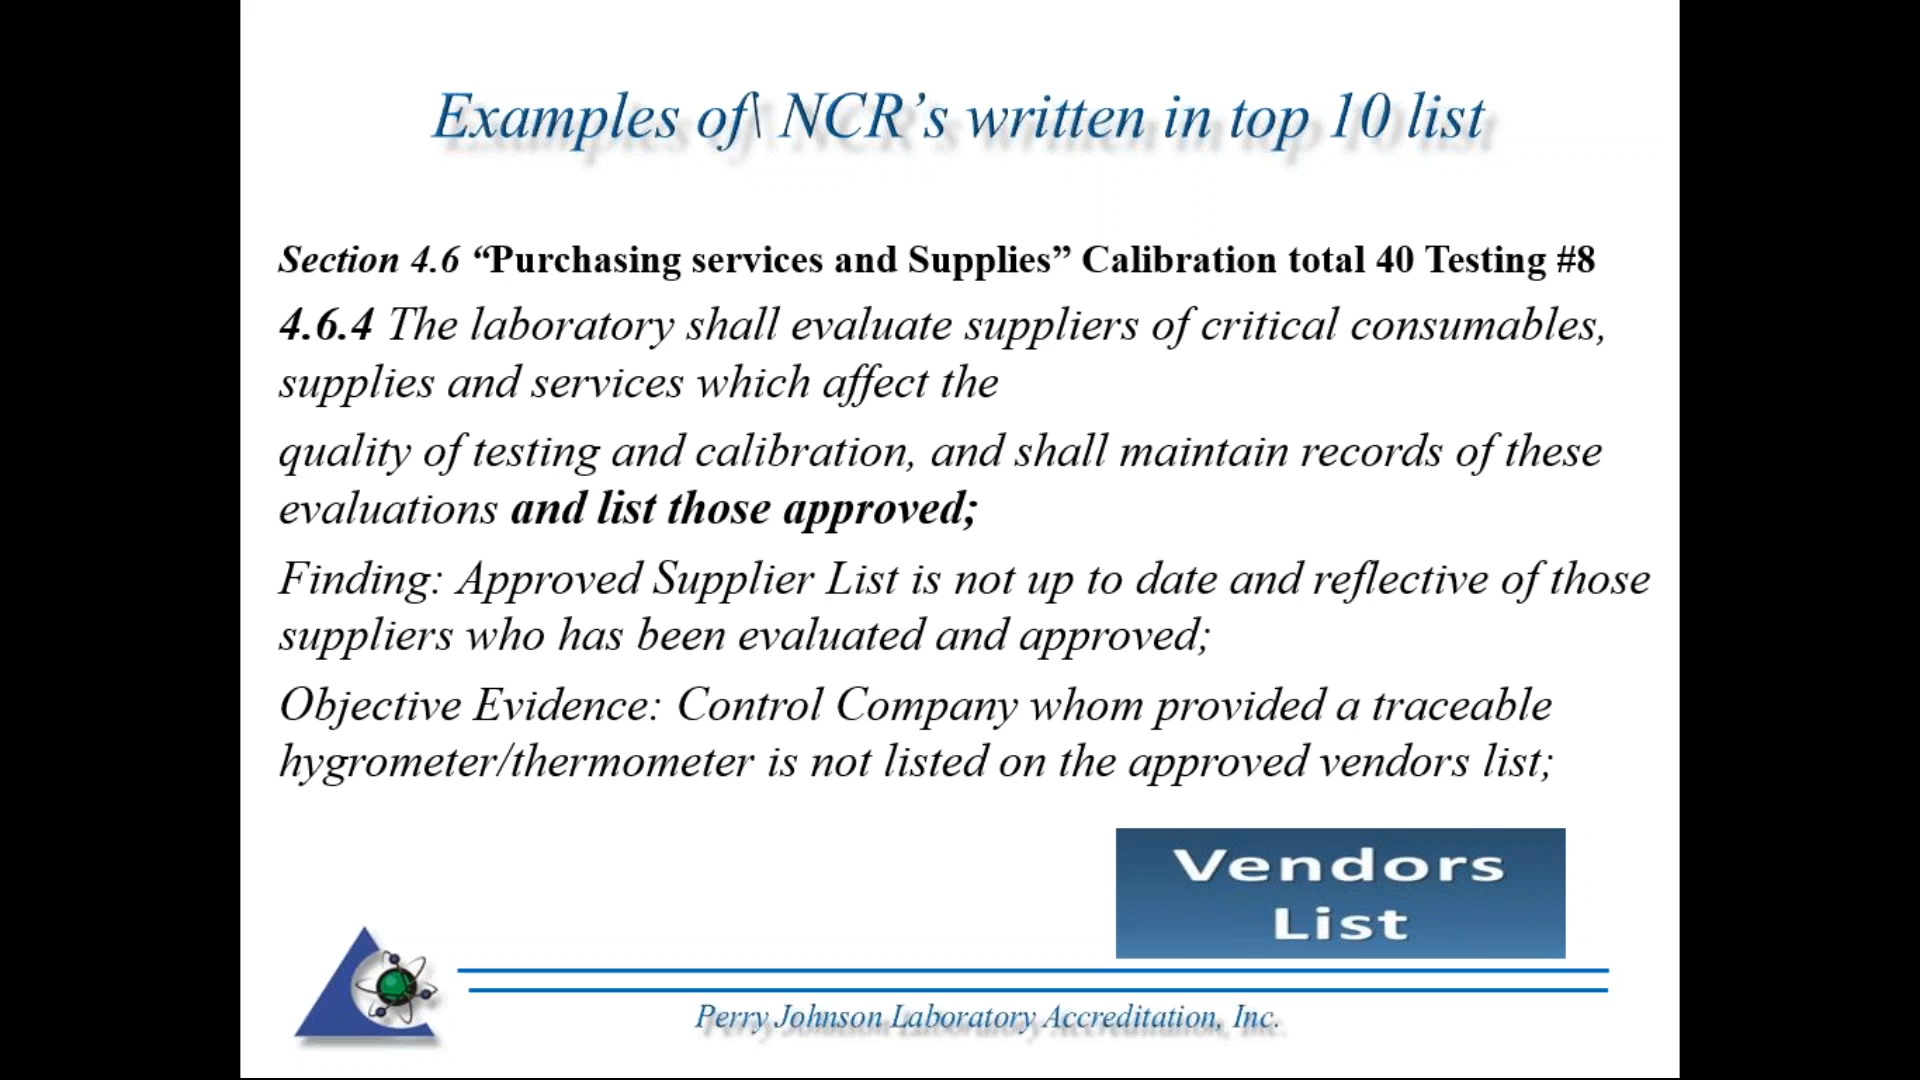 Examples of\ NCR’s written in top 10 list
Section 4.6 “Purchasing services and Supplies” Calibration total 40 Testing #8
4.6.4 The laboratory shall evaluate suppliers of critical consumables,
supplies and services which affect the
quality of testing and calibration, and shall maintain records of these
evaluations and list those approved;
Finding: Approved Supplier List is not up to date and reflective of those
suppliers who has been evaluated and approved;
Objective Evidence: Control Company whom provided a traceable
hygrometer/thermometer is not listed on the approved vendors list;
Vendors
List
Perry Johnson Laboratory Accreditation, Inc.